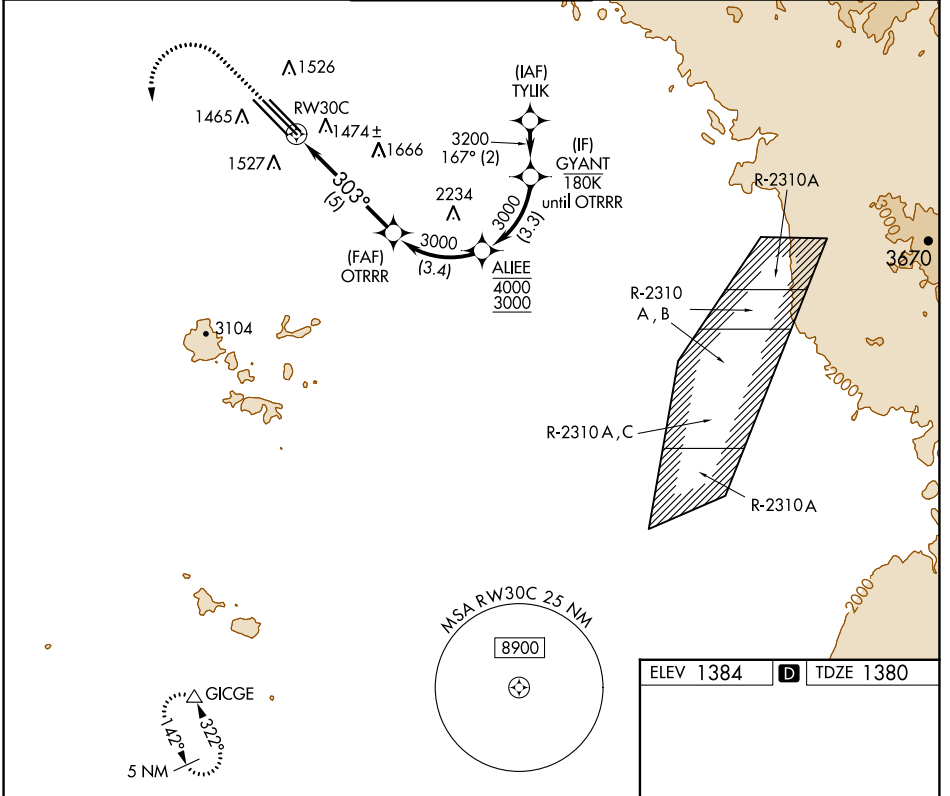 1526
(IAF)
TYLIK
1465
RW30C
1474 ±
3200
167° (2)
(IF)
GYANT
180K
until OTRRR
1527
1666
R-2310A
303°
(5)
2234
3000
(3.3)
3000
3000
(3.4)
(FAF)
OTRRR
ALIEE
4000
3000
3670
R-2310
A, B
3104
2000
R-2310 A, C
R-2310 A
2000
MSA RW30C 25 NM
8900
ELEV 1384
D
TDZE 1380
GICGE
142°
322°
5 NM